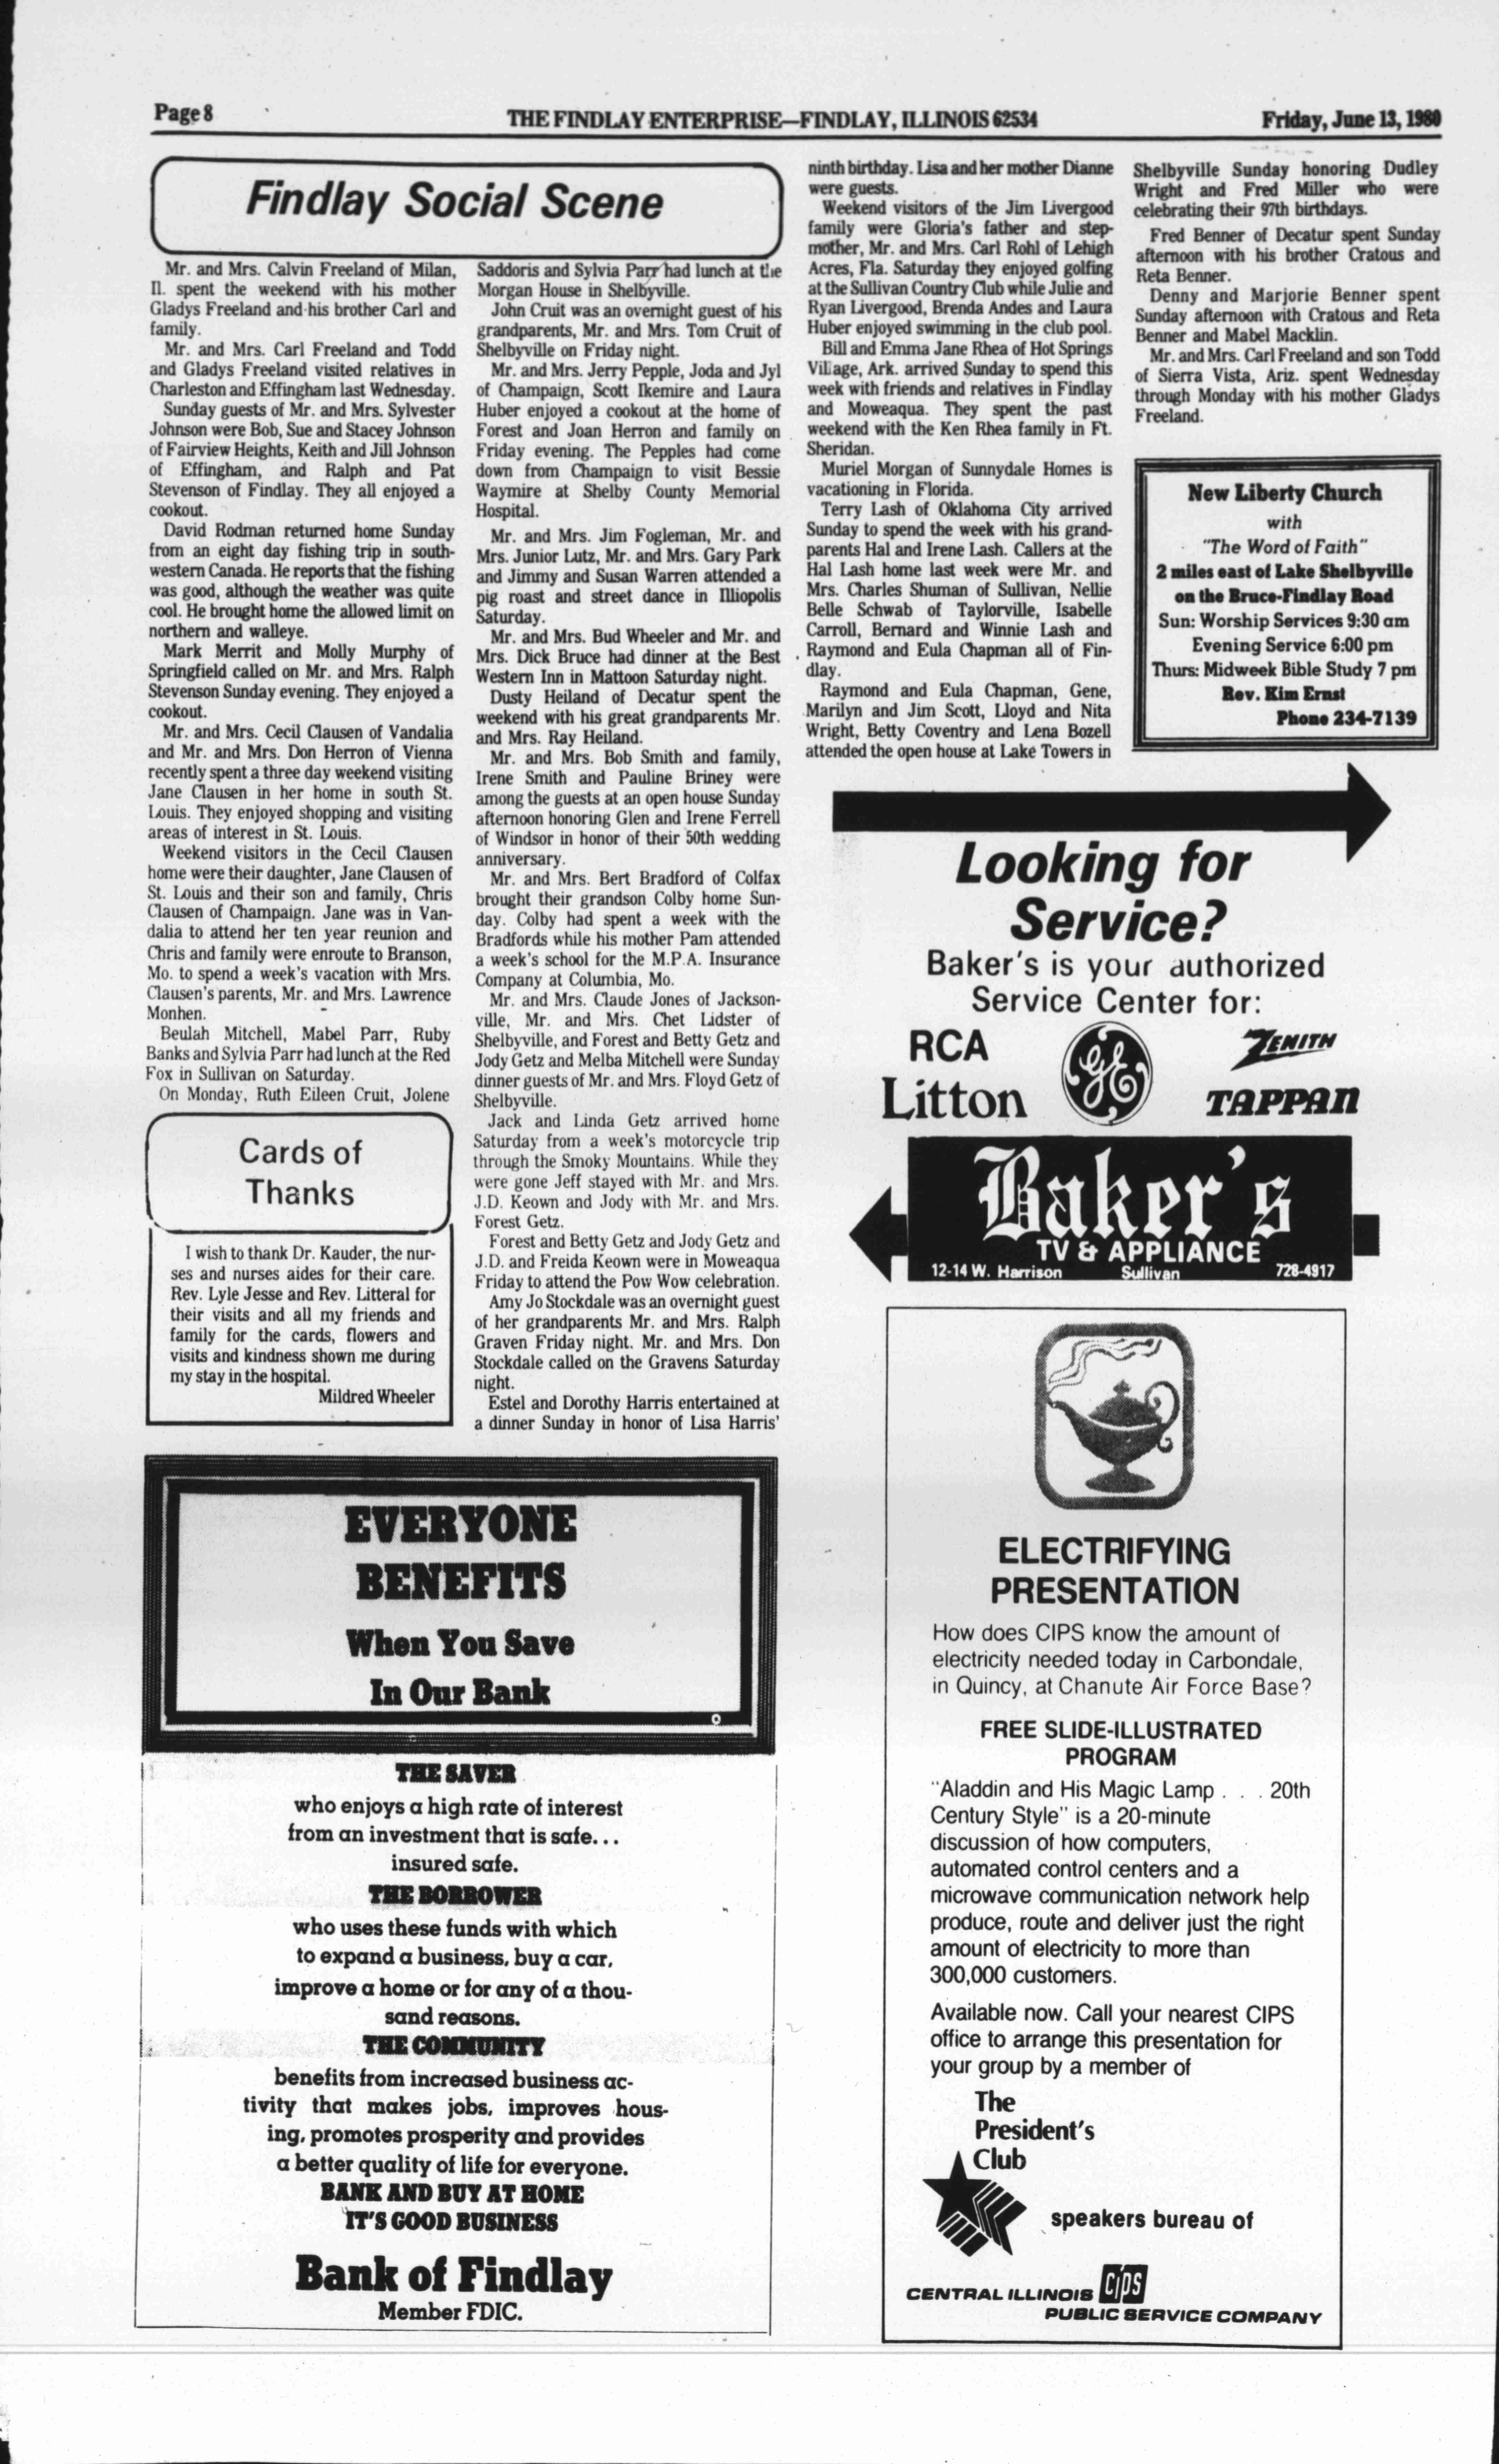 Page 8
THE FINDLAY ENTERPRISE—FINDLAY, ILLINOIS 62534
Friday, June 13, 1980
Findlay Social Scene
Mr. and Mrs. Calvin Freeland of Milan,
Il. spent the weekend with his mother
Gladys Freeland and his brother Carl and
family.
Mr. and Mrs. Carl Freeland and Todd
and Gladys Freeland visited relatives in
Charleston and Effingham last Wednesday.
Sunday guests of Mr. and Mrs. Sylvester
Johnson were Bob, Sue and Stacey Johnson
of Fairview Heights, Keith and Jill Johnson
of Effingham, and Ralph and Pat
Stevenson of Findlay. They all enjoyed a
cookout.
David Rodman returned home Sunday
from an eight day fishing trip in south-
western Canada. He reports that the fishing
was good, although the weather was quite
cool. He brought home the allowed limit on
northern and walleye.
Mark Merrit and Molly Murphy of
Springfield called on Mr. and Mrs. Ralph
Stevenson Sunday evening. They enjoyed a
cookout.
Mr. and Mrs. Cecil Clausen of Vandalia
and Mr. and Mrs. Don Herron of Vienna
recently spent a three day weekend visiting
Jane Clausen in her home in south St.
Louis. They enjoyed shopping and visiting
areas of interest in St. Louis.
Weekend visitors in the Cecil Clausen
home were their daughter, Jane Clausen of
St. Louis and their son and family, Chris
Clausen of Champaign. Jane was in Van-
dalia to attend her ten year reunion and
Chris and family were enroute to Branson,
Mo. to spend a week's vacation with Mrs.
Clausen's parents, Mr. and Mrs. Lawrence
Monhen.
Beulah Mitchell, Mabel Parr, Ruby
Banks and Sylvia Parr had lunch at the Red
Fox in Sullivan on Saturday.
On Monday, Ruth Eileen Cruit, Jolene
Saddoris and Sylvia Parr had lunch at the
Morgan House in Shelbyville.
John Cruit was an overnight guest of his
grandparents, Mr. and Mrs. Tom Cruit of
Shelbyville on Friday night.
Mr. and Mrs. Jerry Pepple, Joda and Jyl
of Champaign, Scott Ikemire and Laura
Huber enjoyed a cookout at the home of
Forest and Joan Herron and family on
Friday evening. The Pepples had come
down from Champaign to visit Bessie
Waymire at Shelby County Memorial
Hospital.
Mr. and Mrs. Jim Fogleman, Mr. and
Mrs. Junior Lutz, Mr. and Mrs. Gary Park
and Jimmy and Susan Warren attended a
pig roast and street dance in Illiopolis
Saturday.
Mr. and Mrs. Bud Wheeler and Mr. and
Mrs. Dick Bruce had dinner at the Best
Western Inn in Mattoon Saturday night.
Dusty Heiland of Decatur spent the
weekend with his great grandparents Mr.
and Mrs. Ray Heiland.
Mr. and Mrs. Bob Smith and family,
Irene Smith and Pauline Briney were
among the guests at an open house Sunday
afternoon honoring Glen and Irene Ferrell
of Windsor in honor of their 50th wedding
anniversary.
Mr. and Mrs. Bert Bradford of Colfax
brought their grandson Colby home Sun-
day. Colby had spent a week with the
Bradfords while his mother Pam attended
a week's school for the M.P.A. Insurance
Company at Columbia, Mo.
Mr. and Mrs. Claude Jones of Jackson-
ville, Mr. and Mrs. Chet Lidster of
Shelbyville, and Forest and Betty Getz and
Jody Getz and Melba Mitchell were Sunday
dinner guests of Mr. and Mrs. Floyd Getz of
Shelbyville.
Jack and Linda Getz arrived home
Saturday from a week's motorcycle trip
through the Smoky Mountains. While they
were gone Jeff stayed with Mr. and Mrs.
J.D. Keown and Jody with Mr. and Mrs.
Forest Getz.
Forest and Betty Getz and Jody Getz and
J.D. and Freida Keown were in Moweaqua
Friday to attend the Pow Wow celebration.
Amy Jo Stockdale was an overnight guest
of her grandparents Mr. and Mrs. Ralph
Graven Friday night. Mr. and Mrs. Don
Stockdale called on the Gravens Saturday
night.
Estel and Dorothy Harris entertained at
a dinner Sunday in honor of Lisa Harris'
ninth birthday. Lisa and her mother Dianne
were guests.
Weekend visitors of the Jim Livergood
family were Gloria's father and step-
mother, Mr. and Mrs. Carl Rohl of Lehigh
Acres, Fla. Saturday they enjoyed golfing
at the Sullivan Country Club while Julie and
Ryan Livergood, Brenda Andes and Laura
Huber enjoyed swimming in the club pool.
Bill and Emma Jane Rhea of Hot Springs
Village, Ark. arrived Sunday to spend this
week with friends and relatives in Findlay
and Moweaqua. They spent the past
weekend with the Ken Rhea family in Ft.
Sheridan.
Muriel Morgan of Sunnydale Homes is
vacationing in Florida.
Terry Lash of Oklahoma City arrived
Sunday to spend the week with his grand-
parents Hal and Irene Lash. Callers at the
Hal Lash home last week were Mr. and
Mrs. Charles Shuman of Sullivan, Nellie
Belle Schwab of Taylorville, Isabelle
Carroll, Bernard and Winnie Lash and
Raymond and Eula Chapman all of Fin-
dlay.
Raymond and Eula Chapman, Gene,
Marilyn and Jim Scott, Lloyd and Nita
Wright, Betty Coventry and Lena Bozell
attended the open house at Lake Towers in
Shelbyville Sunday honoring Dudley
Wright and Fred Miller who were
celebrating their 97th birthdays.
Fred Benner of Decatur spent Sunday
afternoon with his brother Cratous and
Reta Benner.
Denny and Marjorie Benner spent
Sunday afternoon with Cratous and Reta
Benner and Mabel Macklin.
Mr. and Mrs. Carl Freeland and son Todd
of Sierra Vista, Ariz. spent Wednesday
through Monday with his mother Gladys
Freeland.
New Liberty Church
with
"The Word of Faith"
2 miles east of Lake Shelbyville
on the Bruce-Findlay Road
Sun: Worship Services 9:30 am
Evening Service 6:00 pm
Thurs: Midweek Bible Study 7 pm
Rev. Kim Ernst
Phone 234-7139
Looking for
Service?
Baker's is your authorized
Service Center for:
RCA
GE
ZENITH
Litton
TAPPAN
Baker's
TV & APPLIANCE
12-14 W. Harrison Sullivan 728-4917
Cards of
Thanks
I wish to thank Dr. Kauder, the nur-
ses and nurses aides for their care.
Rev. Lyle Jesse and Rev. Litteral for
their visits and all my friends and
family for the cards, flowers and
visits and kindness shown me during
my stay in the hospital.
Mildred Wheeler
EVERYONE
BENEFITS
When You Save
In Our Bank
THE SAVER
who enjoys a high rate of interest
from an investment that is safe...
insured safe.
THE BORROWER
who uses these funds with which
to expand a business, buy a car,
improve a home or for any of a thou-
sand reasons.
THE COMMUNITY
benefits from increased business ac-
tivity that makes jobs, improves hous-
ing, promotes prosperity and provides
a better quality of life for everyone.
BANK AND BUY AT HOME
IT'S GOOD BUSINESS
Bank of Findlay
Member FDIC.
ELECTRIFYING
PRESENTATION
How does CIPS know the amount of
electricity needed today in Carbondale,
in Quincy, at Chanute Air Force Base?
FREE SLIDE-ILLUSTRATED
PROGRAM
"Aladdin and His Magic Lamp . . . 20th
Century Style" is a 20-minute
discussion of how computers,
automated control centers and a
microwave communication network help
produce, route and deliver just the right
amount of electricity to more than
300,000 customers.
Available now. Call your nearest CIPS
office to arrange this presentation for
your group by a member of
The
President's
Club
speakers bureau of
CENTRAL ILLINOIS CIPS
PUBLIC SERVICE COMPANY